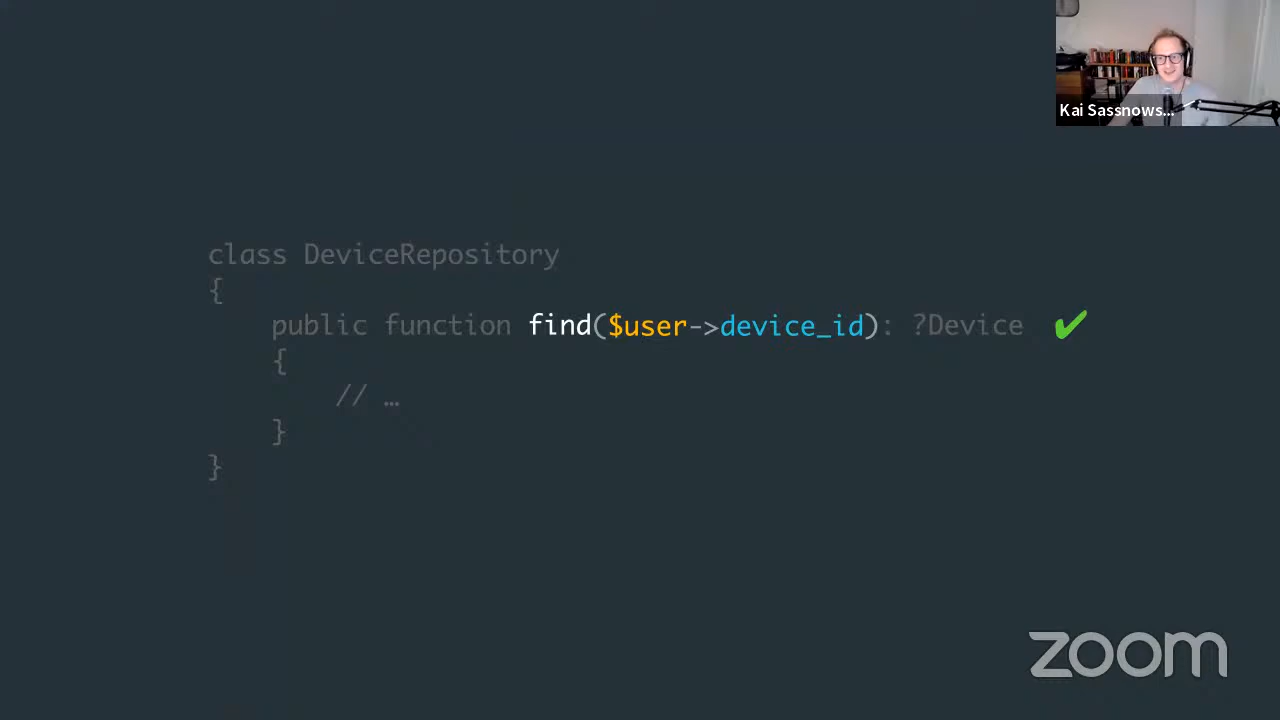 Kai Sassnows...
class DeviceRepository
{
public function find($user->device_id): ?Device ✔
{
// …
}
}
zoom